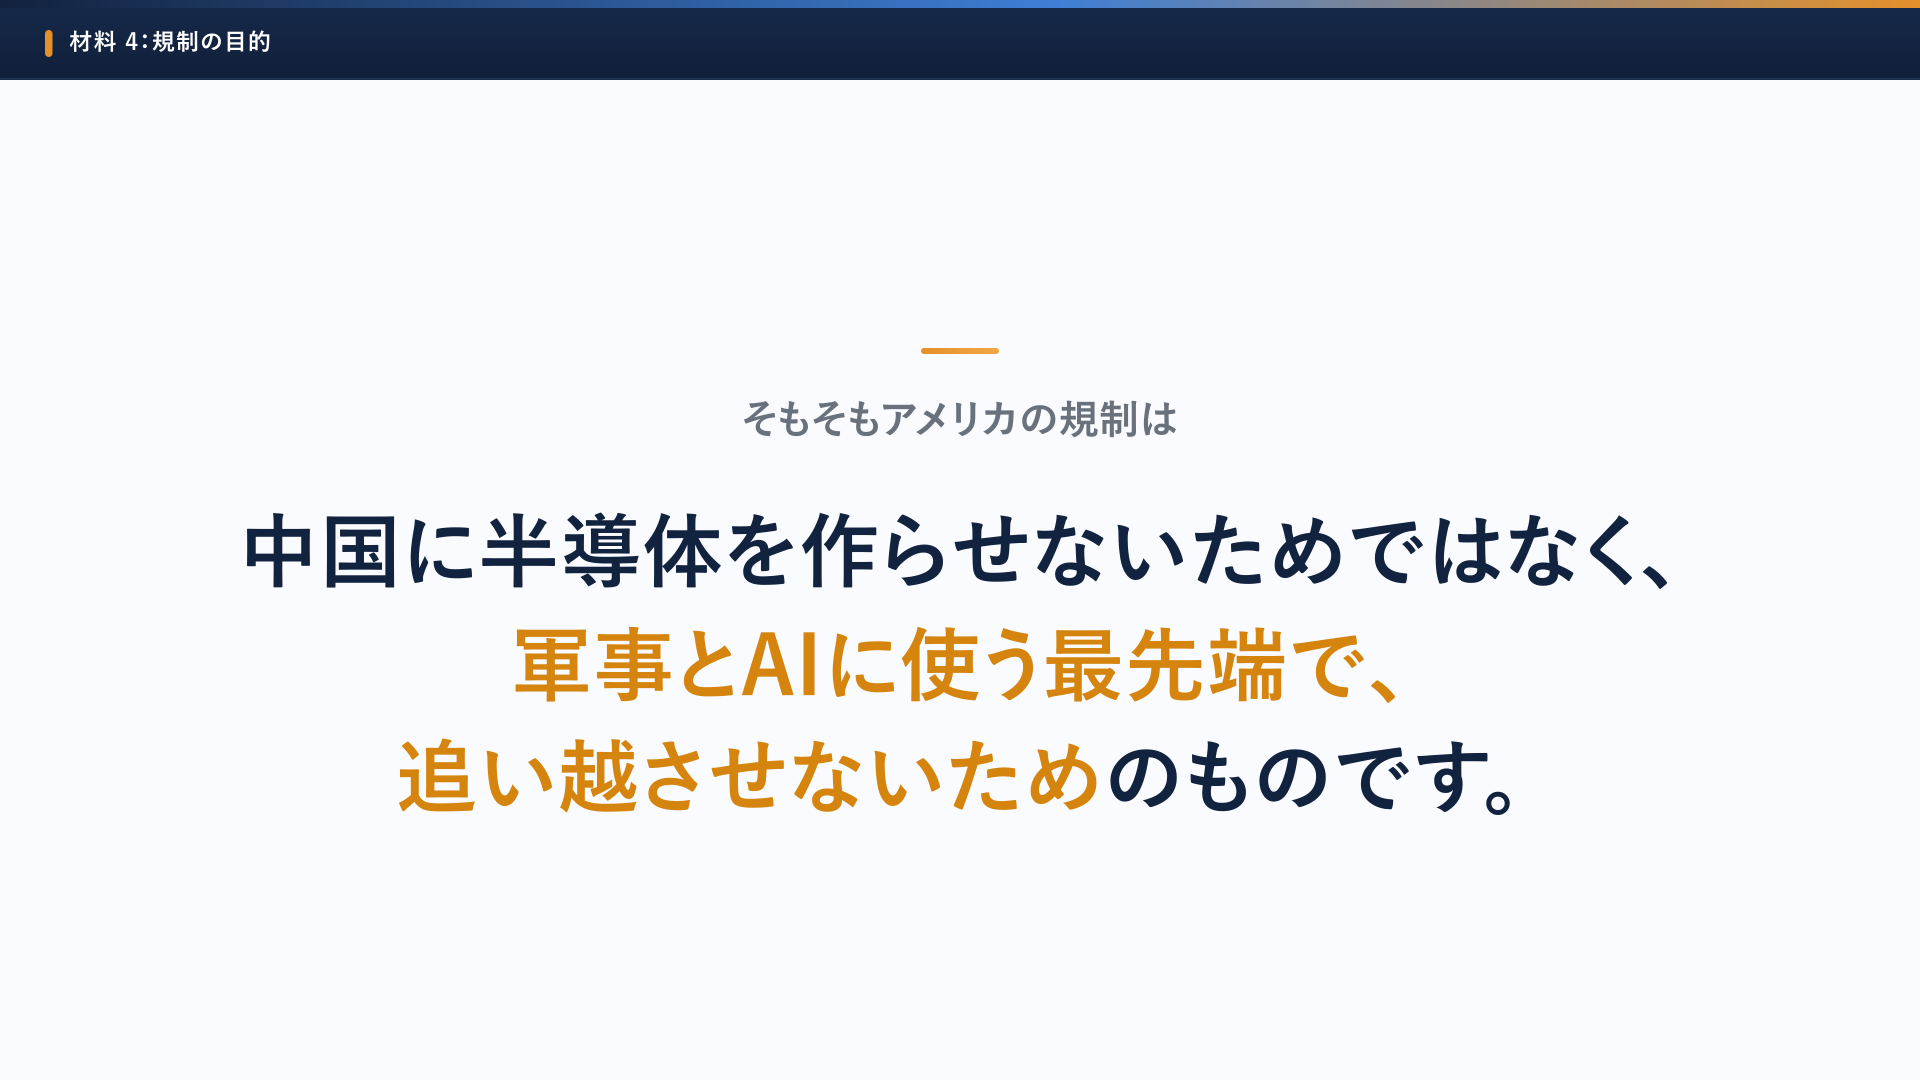 材料 4：規制の目的
そもそもアメリカの規制は
中国に半導体を作らせないためではなく、
軍事とAIに使う最先端で、
追い越させないためのものです。